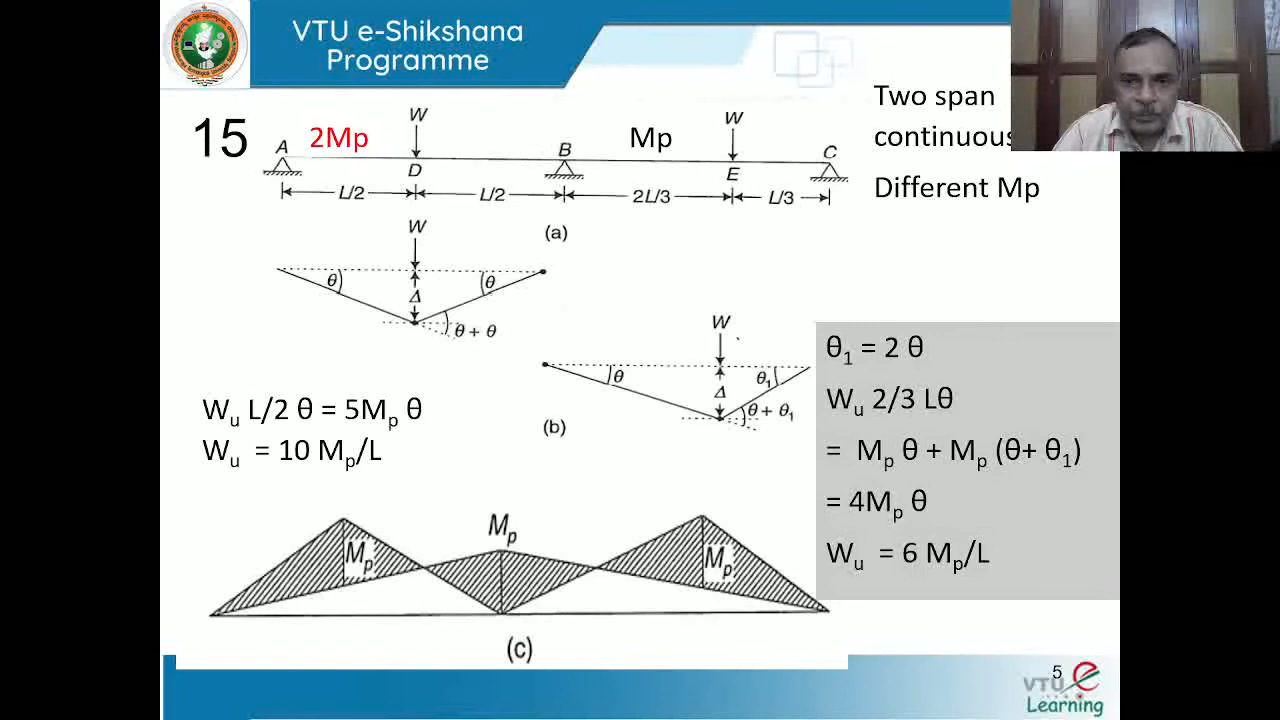 VTU e-Shikshana
Programme
Two span
continuous
Different Mp
15
A
2Mp
W
D
B
Mp
W
E
C
L/2
L/2
2L/3
L/3
(a)
W
θ
θ
Δ
θ + θ
W
θ
θ1
Δ
θ + θ1
(b)
Wu L/2 θ = 5Mp θ
Wu = 10 Mp/L
θ1 = 2 θ
Wu 2/3 Lθ
= Mp θ + Mp (θ+ θ1)
= 4Mp θ
Wu = 6 Mp/L
Mp
Mp
Mp
(c)
5
VTU e
Learning